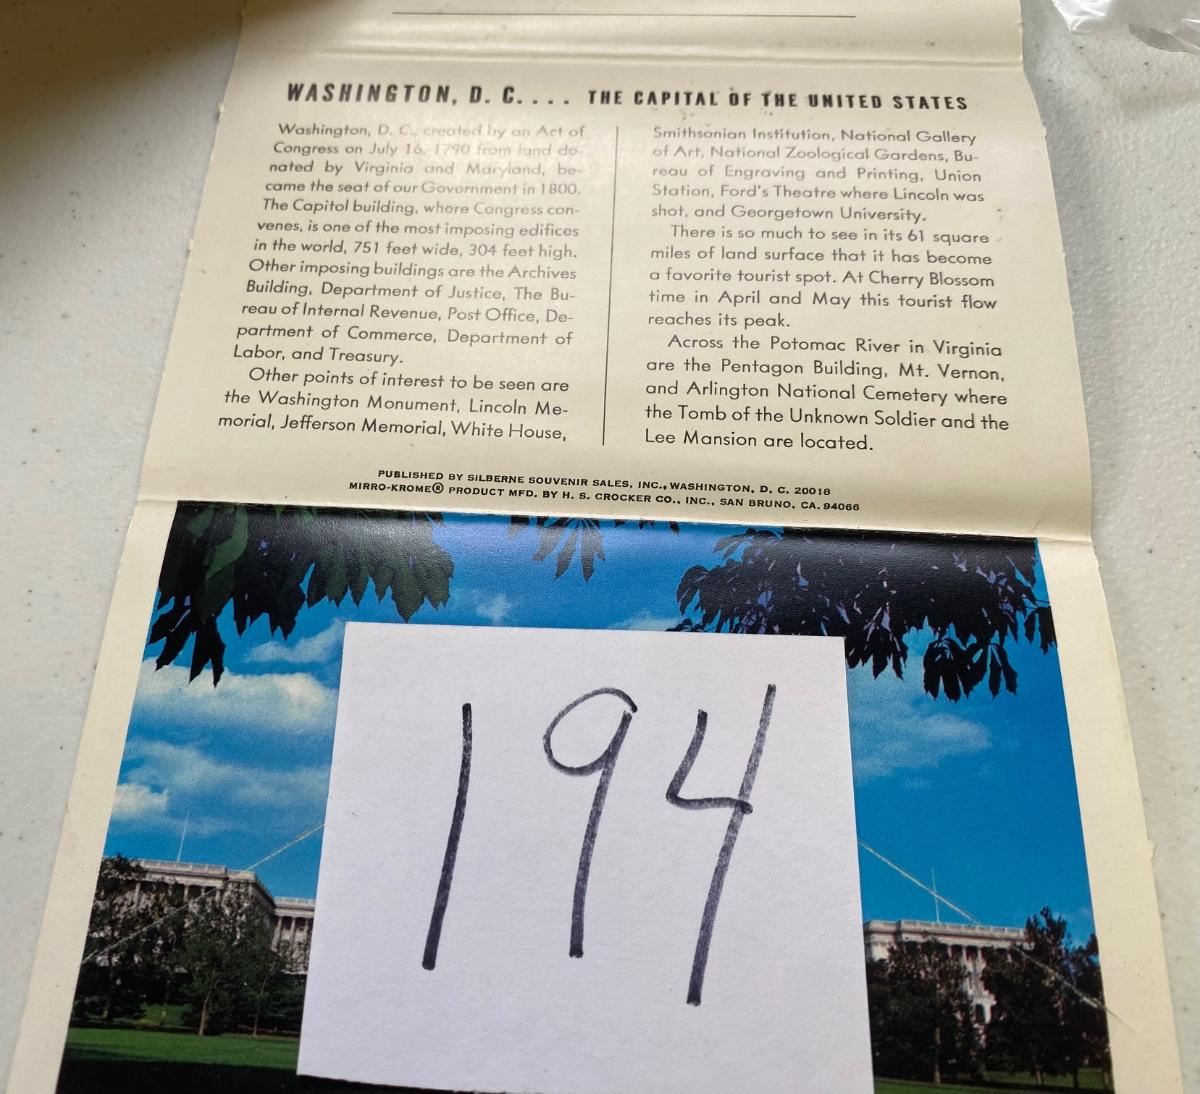 WASHINGTON, D. C. . . . THE CAPITAL OF THE UNITED STATES
Washington, D. C., created by an Act of
Congress on July 16, 1790 from land do-
nated by Virginia and Maryland, be-
came the seat of our Government in 1800.
The Capitol building, where Congress con-
venes, is one of the most imposing edifices
in the world, 751 feet wide, 304 feet high.
Other imposing buildings are the Archives
Building, Department of Justice, The Bu-
reau of Internal Revenue, Post Office, De-
partment of Commerce, Department of
Labor, and Treasury.
Other points of interest to be seen are
the Washington Monument, Lincoln Me-
morial, Jefferson Memorial, White House,
Smithsonian Institution, National Gallery
of Art, National Zoological Gardens, Bu-
reau of Engraving and Printing, Union
Station, Ford's Theatre where Lincoln was
shot, and Georgetown University.
There is so much to see in its 61 square
miles of land surface that it has become
a favorite tourist spot. At Cherry Blossom
time in April and May this tourist flow
reaches its peak.
Across the Potomac River in Virginia
are the Pentagon Building, Mt. Vernon,
and Arlington National Cemetery where
the Tomb of the Unknown Soldier and the
Lee Mansion are located.
PUBLISHED BY SILBERNE SOUVENIR SALES, INC., WASHINGTON, D. C. 20018
MIRRO-KROME® PRODUCT MFD. BY H. S. CROCKER CO., INC., SAN BRUNO, CA. 94066
194